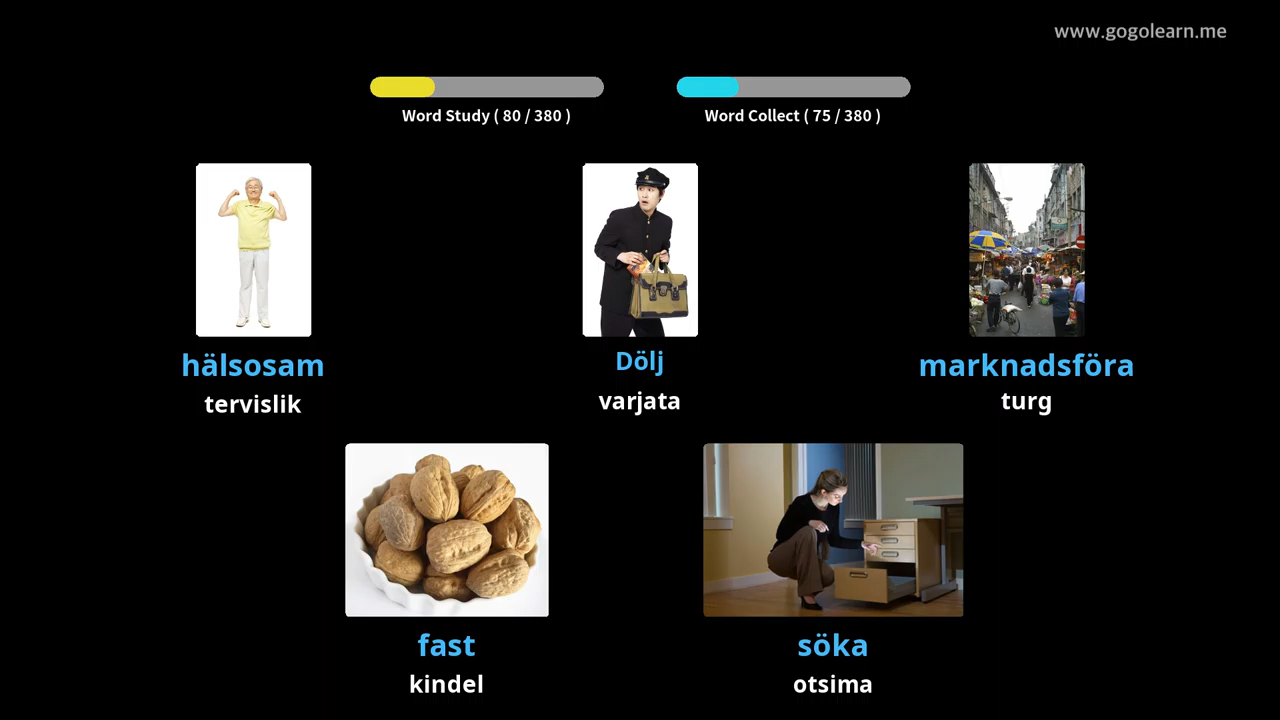 www.gogolearn.me
Word Study ( 80 / 380 )
Word Collect ( 75 / 380 )
hälsosam
tervislik
Dölj
varjata
marknadsföra
turg
fast
kindel
söka
otsima